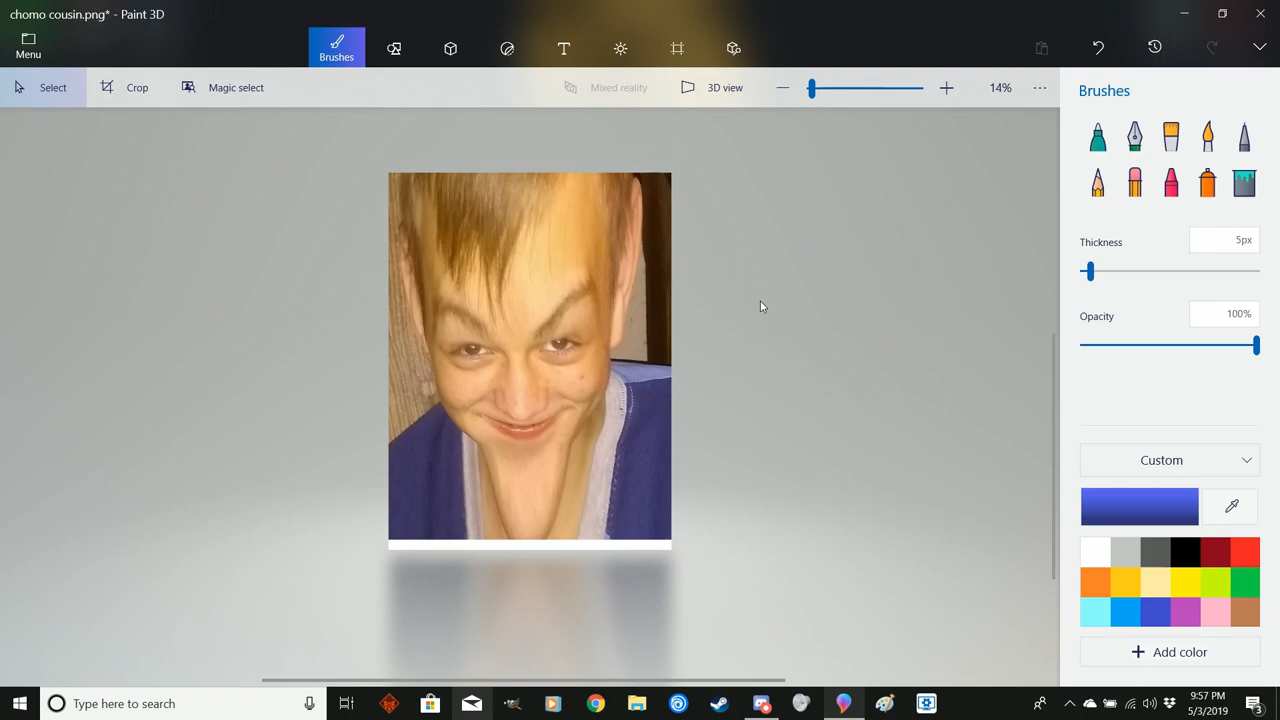 chomo cousin.png* - Paint 3D
Menu
Brushes
Select
Crop
Magic select
Mixed reality
3D view
14%
Brushes
Thickness
5px
Opacity
100%
Custom
Add color
Type here to search
9:57 PM
5/3/2019
3